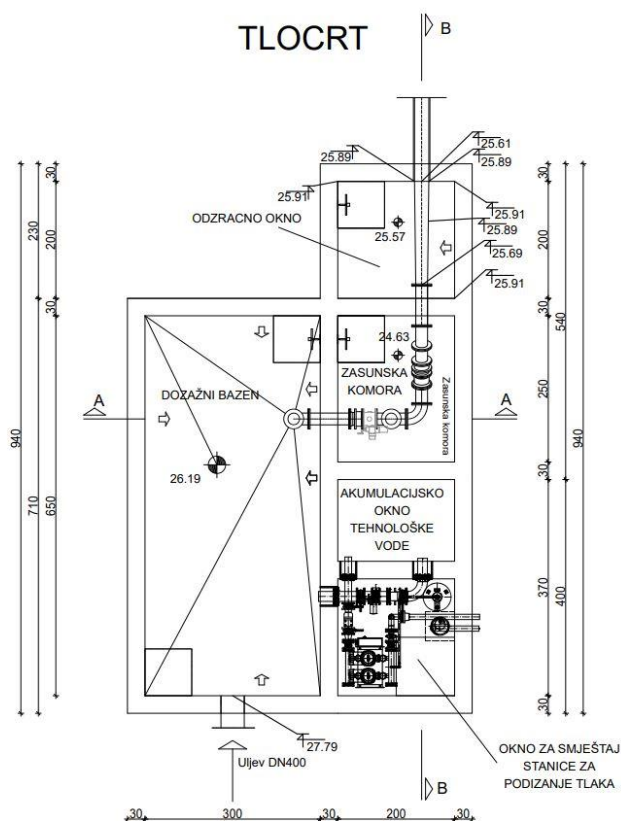 TLOCRT
B
25.61
25.89
25.89
25.91
ODZRACNO OKNO
25.57
25.91
25.89
25.69
25.91
30
230
200
30
30
200
30
540
24.63
DOZAŽNI BAZEN
ZASUNSKA
KOMORA
Zasunska komora
A
A
940
710
650
26.19
250
940
30
AKUMULACIJSKO
OKNO
TEHNOLOŠKE
VODE
370
400
30
30
27.79
Uljev DN400
OKNO ZA SMJEŠTAJ
STANICE ZA
PODIZANJE TLAKA
B
30
300
30
200
30